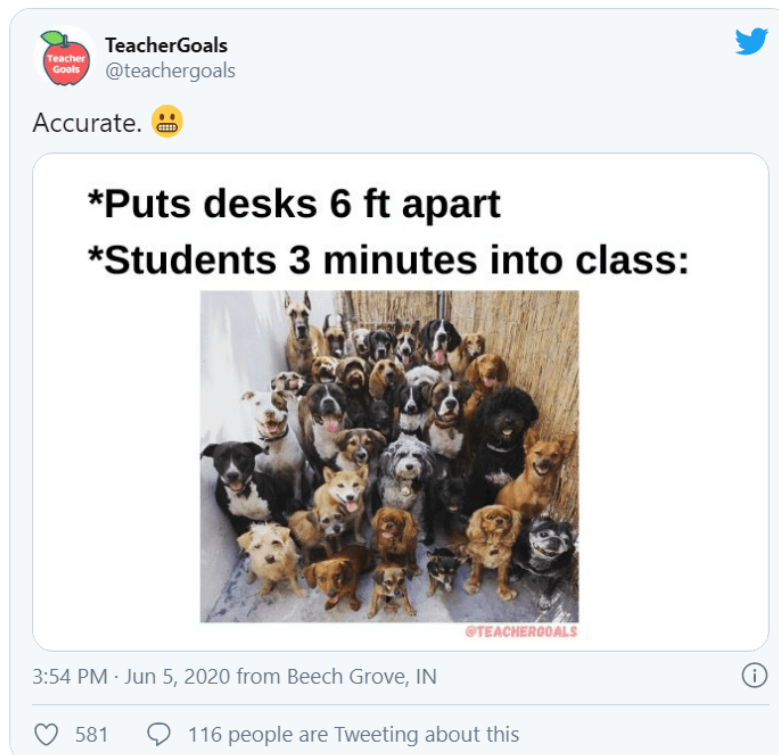 TeacherGoals
@teachergoals
Teacher
Goals
Accurate. 😬
*Puts desks 6 ft apart
*Students 3 minutes into class:
@TEACHERGOALS
3:54 PM · Jun 5, 2020 from Beech Grove, IN
581
116 people are Tweeting about this